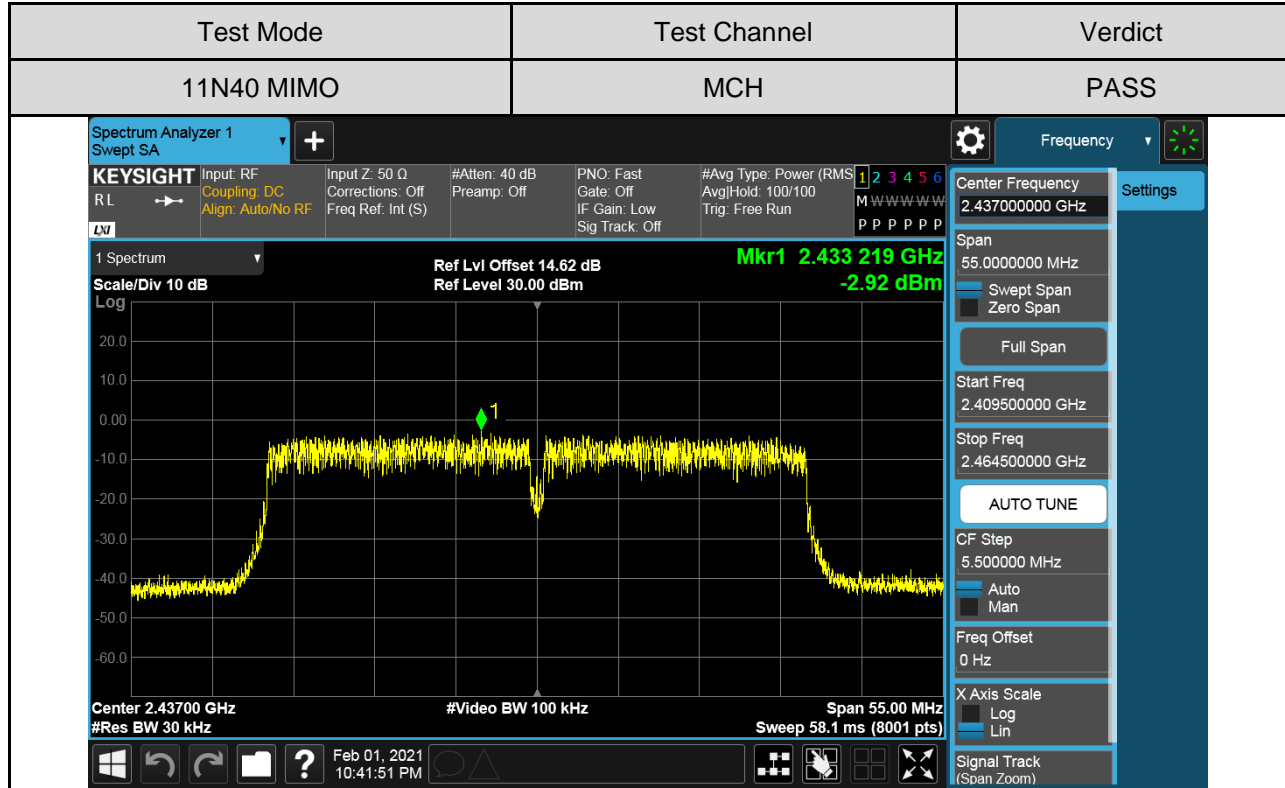 Test Mode Test Channel Verdict
11N40 MIMO MCH PASS
Spectrum Analyzer 1
Swept SA
+
Frequency
KEYSIGHT Input: RF Input Z: 50 Ω #Atten: 40 dB PNO: Fast #Avg Type: Power (RMS 1 2 3 4 5 6
R L Coupling: DC Corrections: Off Preamp: Off Gate: Off Avg|Hold: 100/100 M W W W W W
Align: Auto/No RF Freq Ref: Int (S) IF Gain: Low Trig: Free Run
LXI Sig Track: Off P P P P P P
1 Spectrum
Scale/Div 10 dB
Ref Lvl Offset 14.62 dB
Ref Level 30.00 dBm
Mkr1 2.433 219 GHz
-2.92 dBm
Log
20.0
10.0
0.00
-10.0
-20.0
-30.0
-40.0
-50.0
-60.0
1
Center 2.43700 GHz #Video BW 100 kHz Span 55.00 MHz
#Res BW 30 kHz Sweep 58.1 ms (8001 pts)
Center Frequency
2.437000000 GHz
Settings
Span
55.0000000 MHz
Swept Span
Zero Span
Full Span
Start Freq
2.409500000 GHz
Stop Freq
2.464500000 GHz
AUTO TUNE
CF Step
5.500000 MHz
Auto
Man
Freq Offset
0 Hz
X Axis Scale
Log
Lin
Signal Track
(Span Zoom)
?
Feb 01, 2021
10:41:51 PM